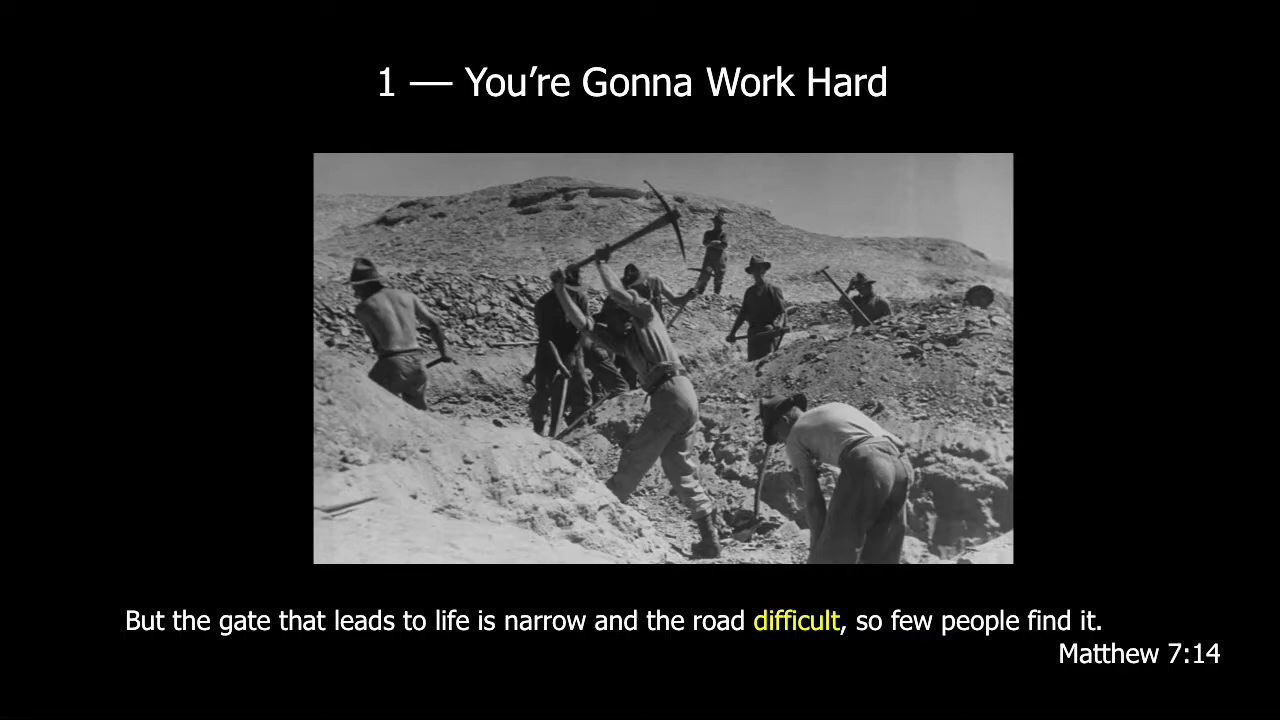 1 — You’re Gonna Work Hard
But the gate that leads to life is narrow and the road difficult, so few people find it.
Matthew 7:14